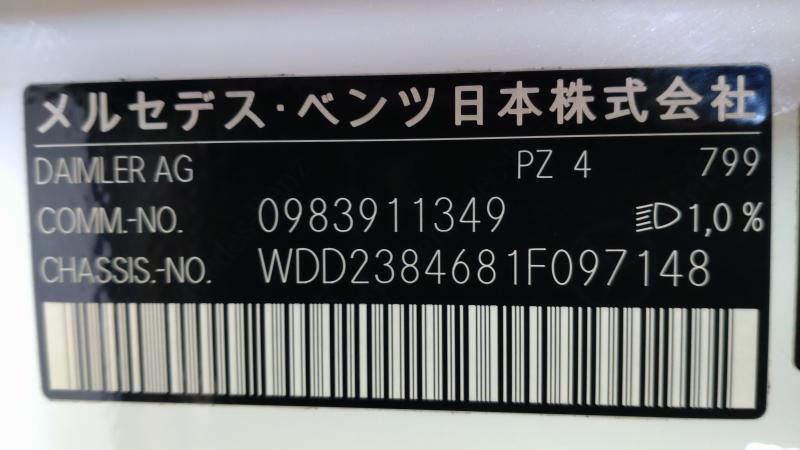 メルセデス・ベンツ日本株式会社
DAIMLER AG PZ 4 799
COMM.-NO. 0983911349 1,0 %
CHASSIS.-NO. WDD2384681F097148